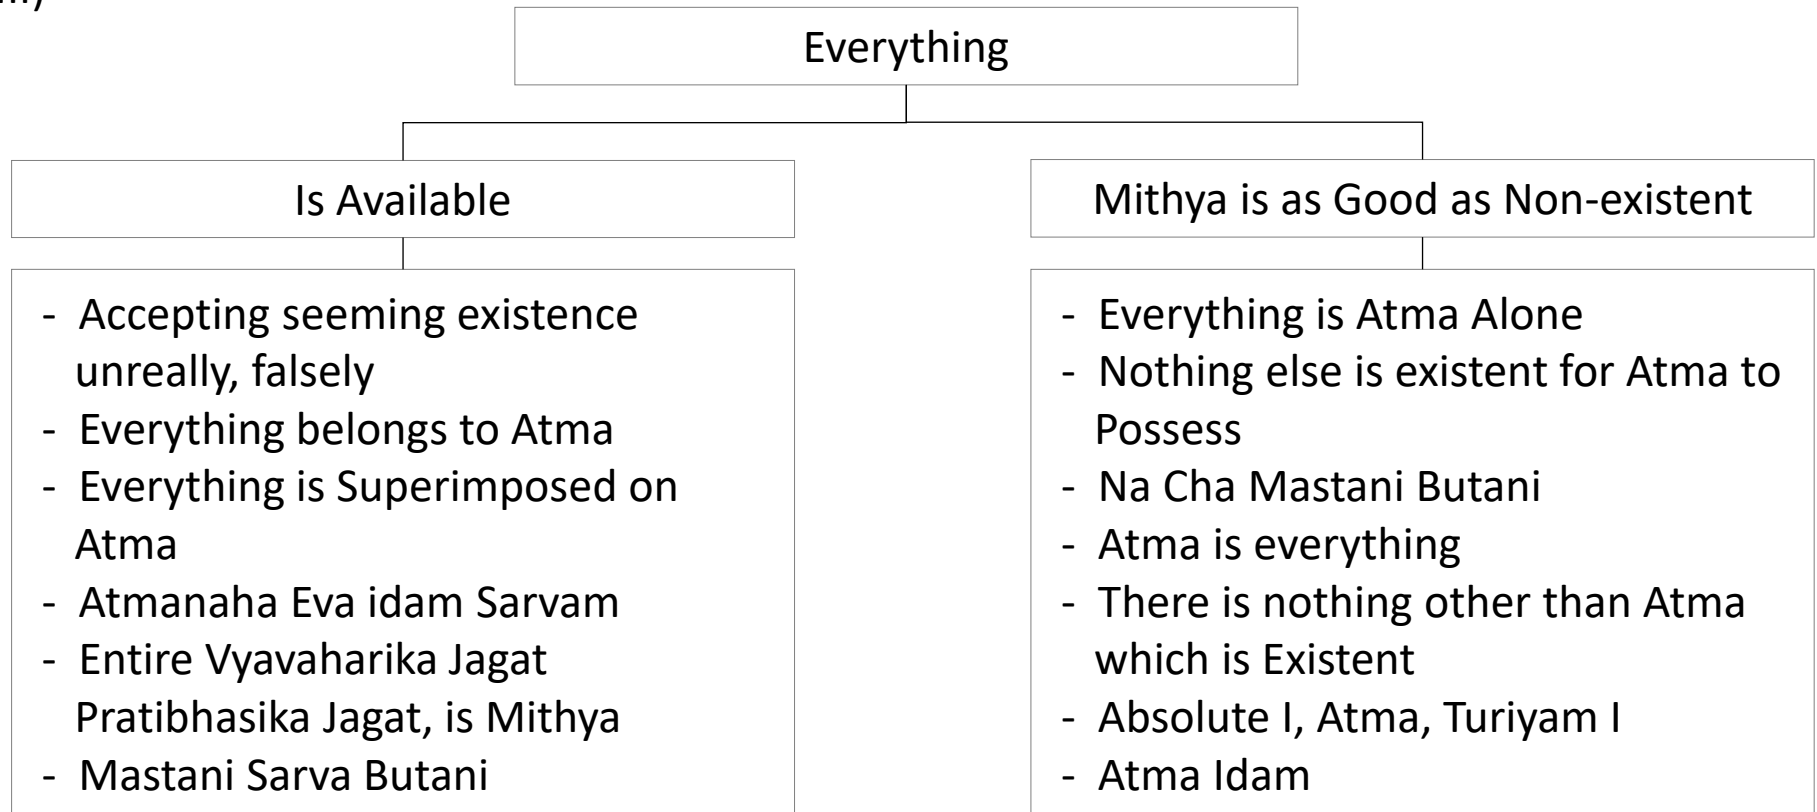 Everything
Is Available
- Accepting seeming existence
unreally, falsely
- Everything belongs to Atma
- Everything is Superimposed on
Atma
- Atmanaha Eva idam Sarvam
- Entire Vyavaharika Jagat
Pratibhasika Jagat, is Mithya
- Mastani Sarva Butani
Mithya is as Good as Non-existent
- Everything is Atma Alone
- Nothing else is existent for Atma to
Possess
- Na Cha Mastani Butani
- Atma is everything
- There is nothing other than Atma
which is Existent
- Absolute I, Atma, Turiyam I
- Atma Idam